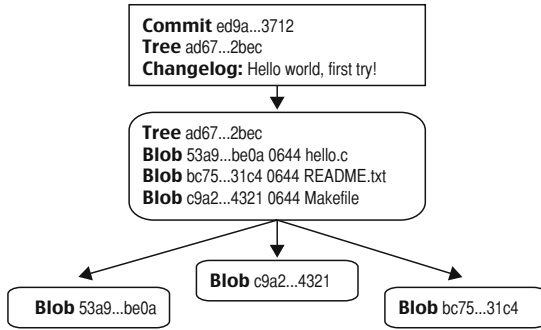 Commit ed9a...3712
Tree ad67...2bec
Changelog: Hello world, first try!
Tree ad67...2bec
Blob 53a9...be0a 0644 hello.c
Blob bc75...31c4 0644 README.txt
Blob c9a2...4321 0644 Makefile
Blob 53a9...be0a
Blob c9a2...4321
Blob bc75...31c4